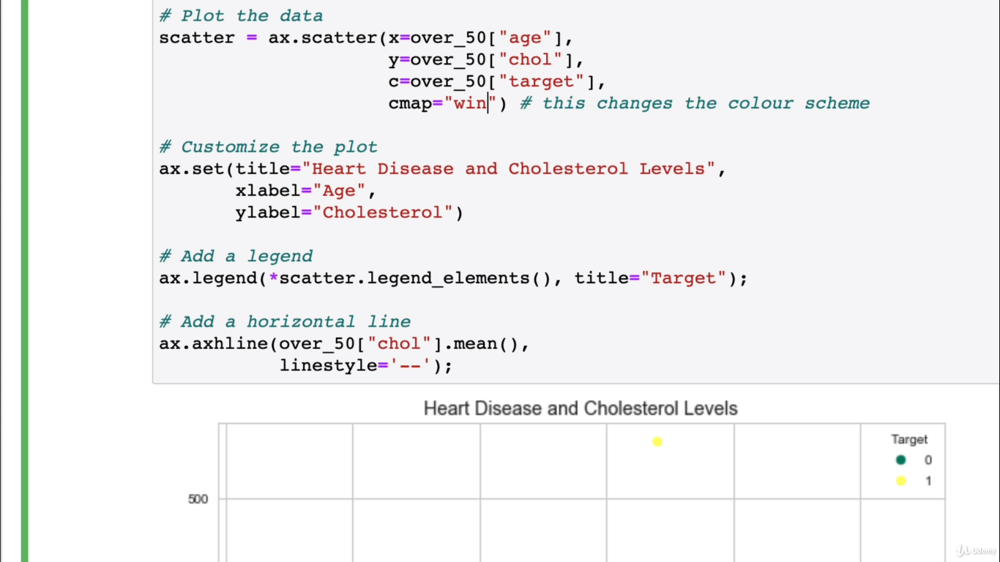 # Plot the data
scatter = ax.scatter(x=over_50["age"],
y=over_50["chol"],
c=over_50["target"],
cmap="win") # this changes the colour scheme
# Customize the plot
ax.set(title="Heart Disease and Cholesterol Levels",
xlabel="Age",
ylabel="Cholesterol")
# Add a legend
ax.legend(*scatter.legend_elements(), title="Target");
# Add a horizontal line
ax.axhline(over_50["chol"].mean(),
linestyle='--');
Heart Disease and Cholesterol Levels
Target
0
1
500
Udemy